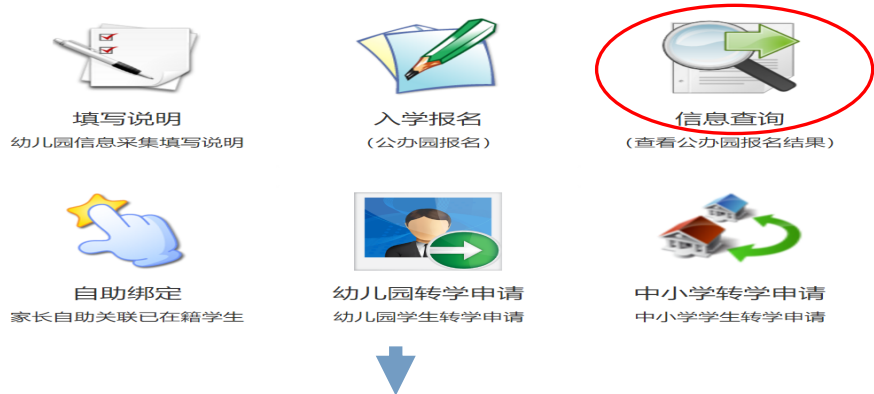 填写说明
幼儿园信息采集填写说明
入学报名
(公办园报名)
信息查询
(查看公办园报名结果)
自助绑定
家长自助关联已在籍学生
幼儿园转学申请
幼儿园学生转学申请
中小学转学申请
中小学学生转学申请